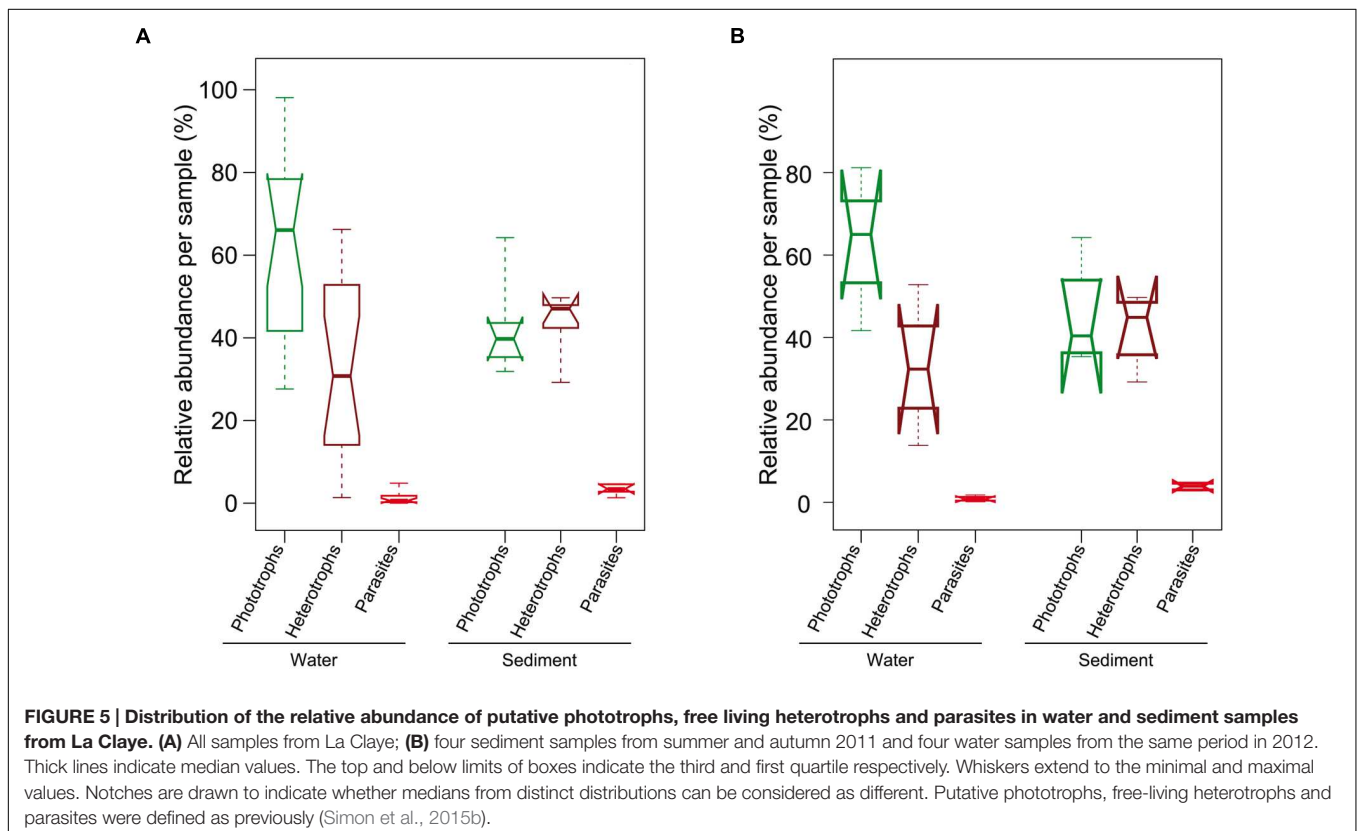 A
B
Relative abundance per sample (%)
100
80
60
40
20
0
Phototrophs
Heterotrophs
Parasites
Phototrophs
Heterotrophs
Parasites
Water
Sediment
Relative abundance per sample (%)
80
60
40
20
0
Phototrophs
Heterotrophs
Parasites
Phototrophs
Heterotrophs
Parasites
Water
Sediment
FIGURE 5 | Distribution of the relative abundance of putative phototrophs, free living heterotrophs and parasites in water and sediment samples
from La Claye. (A) All samples from La Claye; (B) four sediment samples from summer and autumn 2011 and four water samples from the same period in 2012.
Thick lines indicate median values. The top and below limits of boxes indicate the third and first quartile respectively. Whiskers extend to the minimal and maximal
values. Notches are drawn to indicate whether medians from distinct distributions can be considered as different. Putative phototrophs, free-living heterotrophs and
parasites were defined as previously (Simon et al., 2015b).